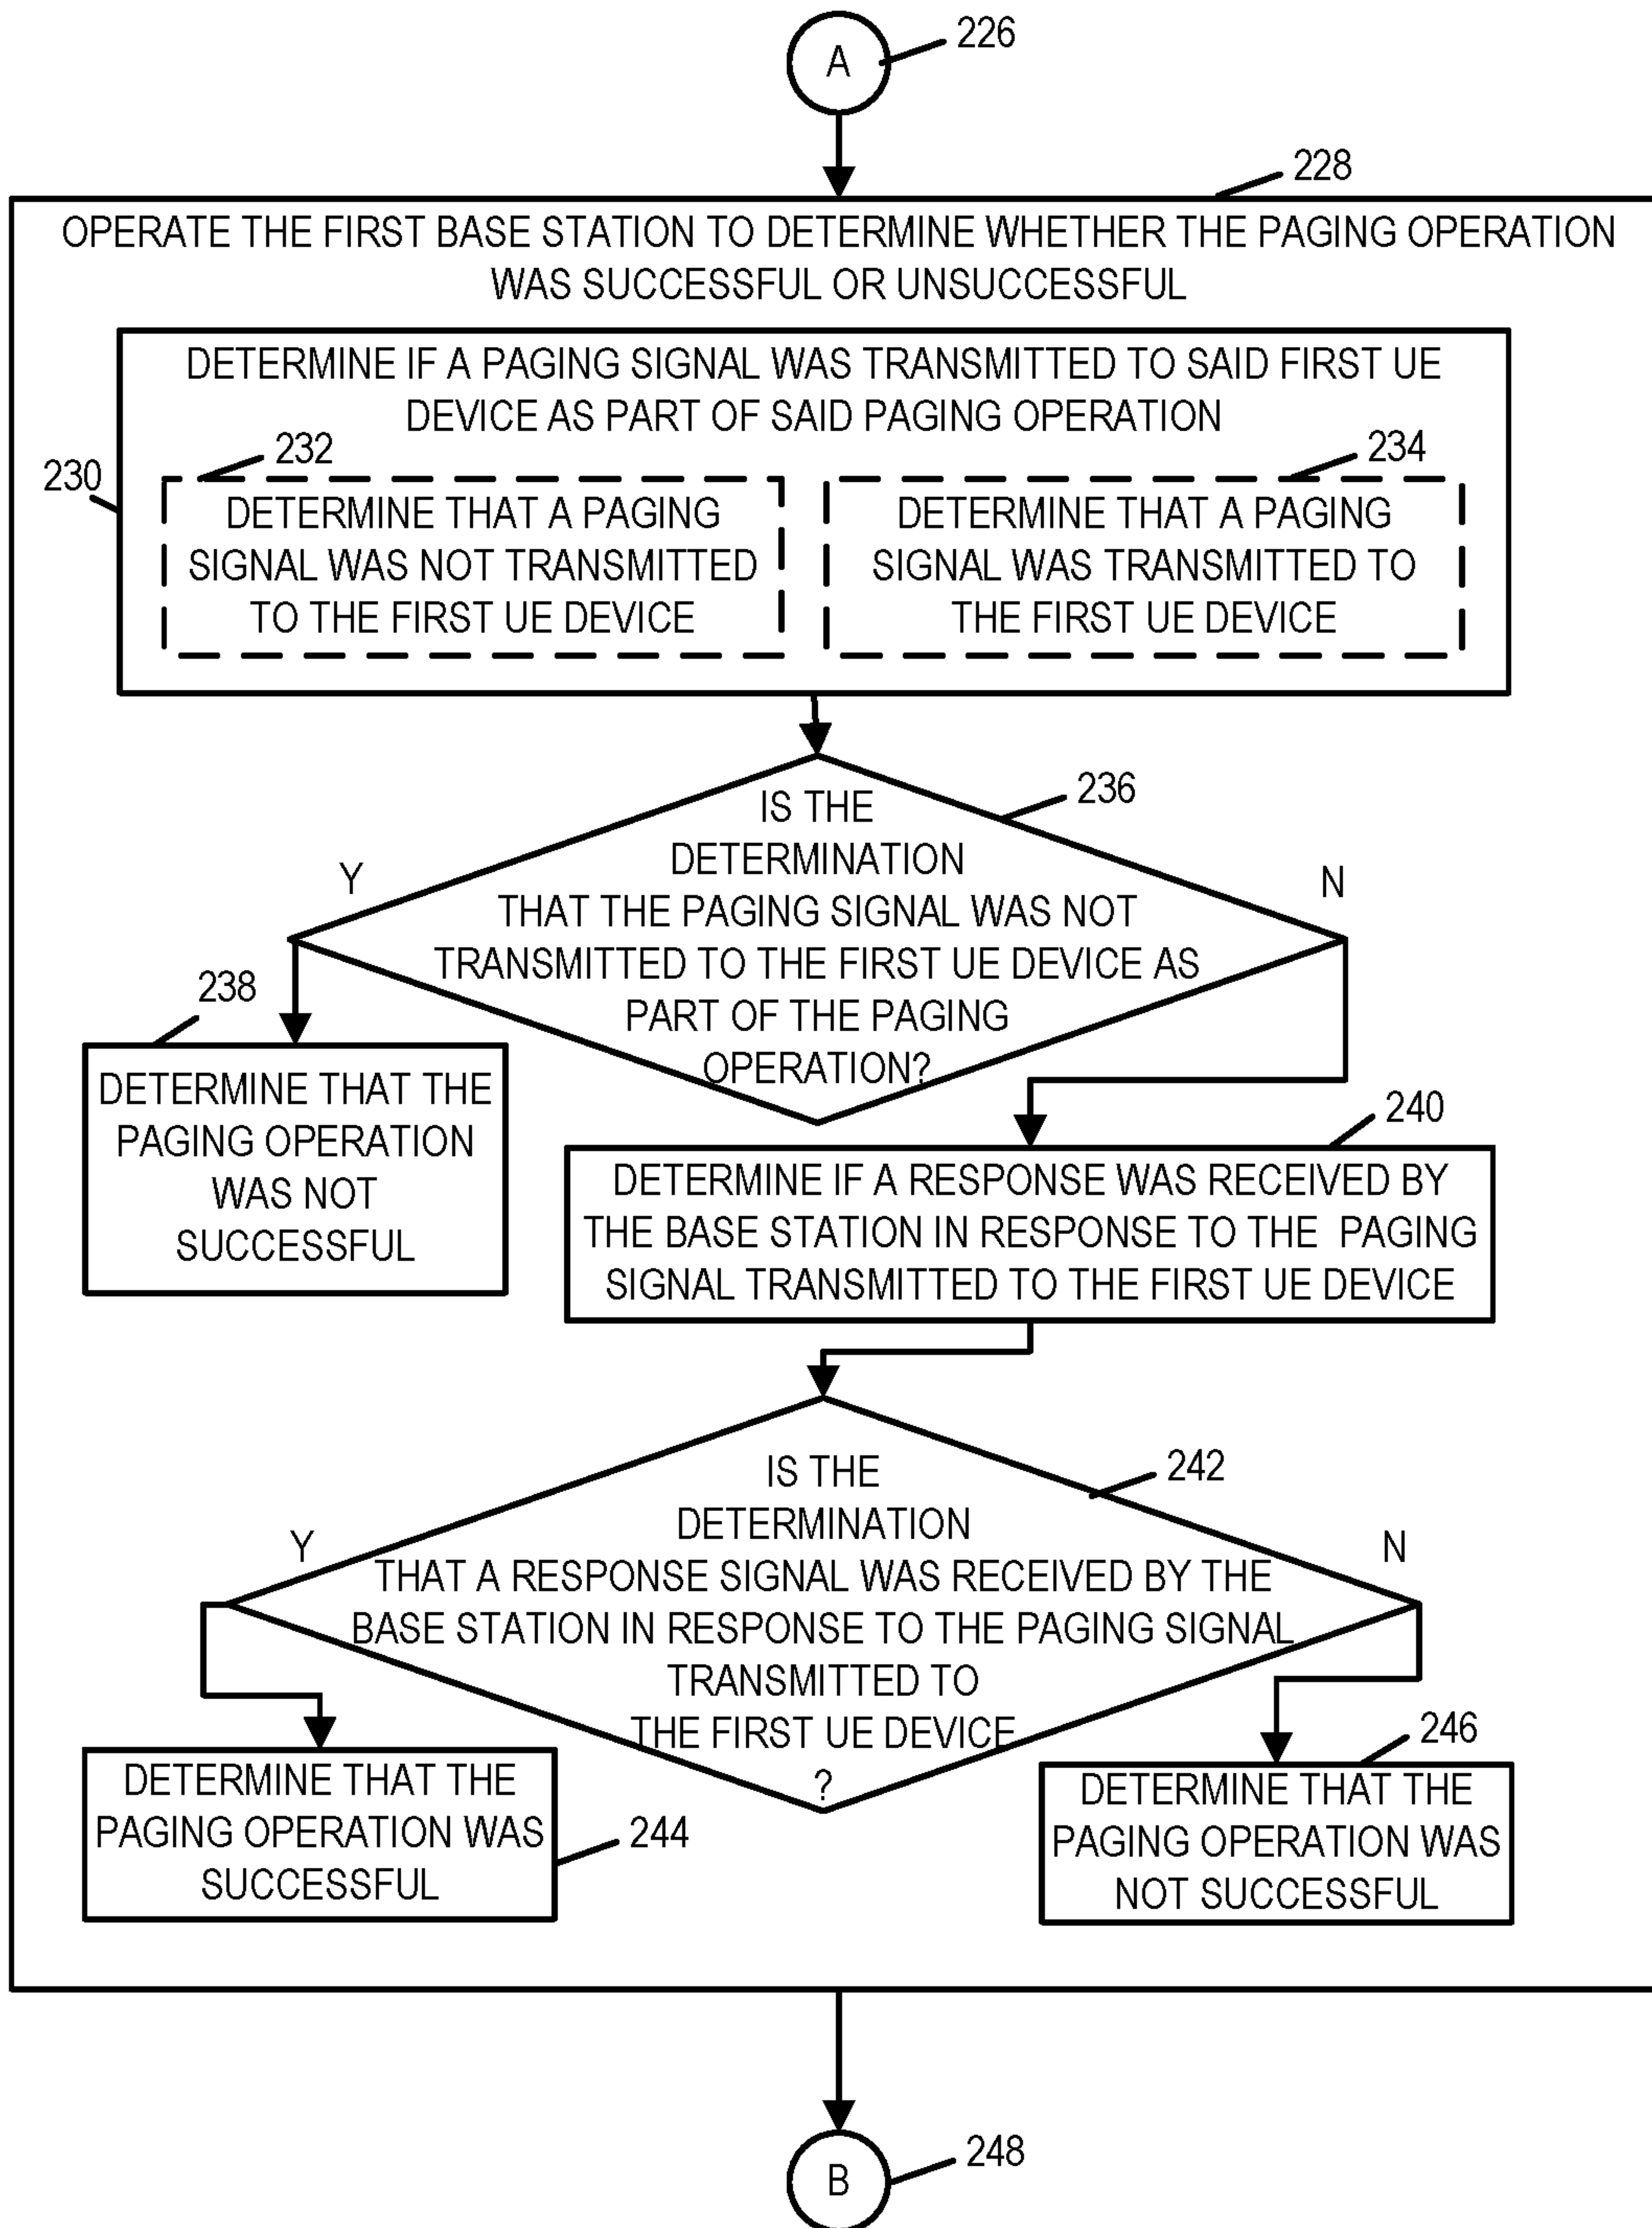 A
226
228
OPERATE THE FIRST BASE STATION TO DETERMINE WHETHER THE PAGING OPERATION
WAS SUCCESSFUL OR UNSUCCESSFUL
DETERMINE IF A PAGING SIGNAL WAS TRANSMITTED TO SAID FIRST UE
DEVICE AS PART OF SAID PAGING OPERATION
230
232
DETERMINE THAT A PAGING
SIGNAL WAS NOT TRANSMITTED
TO THE FIRST UE DEVICE
234
DETERMINE THAT A PAGING
SIGNAL WAS TRANSMITTED TO
THE FIRST UE DEVICE
236
IS THE
DETERMINATION
THAT THE PAGING SIGNAL WAS NOT
TRANSMITTED TO THE FIRST UE DEVICE AS
PART OF THE PAGING
OPERATION?
Y
N
238
DETERMINE THAT THE
PAGING OPERATION
WAS NOT
SUCCESSFUL
240
DETERMINE IF A RESPONSE WAS RECEIVED BY
THE BASE STATION IN RESPONSE TO THE PAGING
SIGNAL TRANSMITTED TO THE FIRST UE DEVICE
242
IS THE
DETERMINATION
THAT A RESPONSE SIGNAL WAS RECEIVED BY THE
BASE STATION IN RESPONSE TO THE PAGING SIGNAL
TRANSMITTED TO
THE FIRST UE DEVICE
?
Y
N
DETERMINE THAT THE
PAGING OPERATION WAS
SUCCESSFUL
244
246
DETERMINE THAT THE
PAGING OPERATION WAS
NOT SUCCESSFUL
B
248